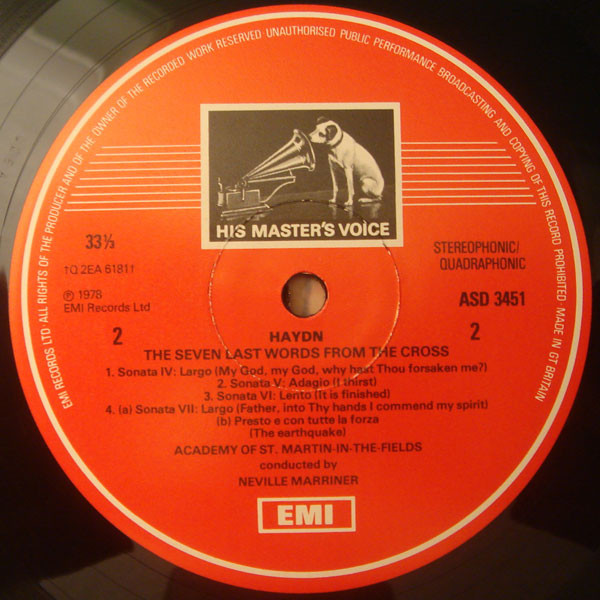 EMI RECORDS LTD · ALL RIGHTS OF THE PRODUCER AND OF THE OWNER OF THE RECORDED WORK RESERVED · UNAUTHORISED PUBLIC PERFORMANCE BROADCASTING AND COPYING OF THIS RECORD PROHIBITED · MADE IN GT BRITAIN
HIS MASTER'S VOICE
33⅓
STEREOPHONIC/
QUADRAPHONIC
1Q 2EA 61811
℗ 1978
EMI Records Ltd
ASD 3451
2
2
HAYDN
THE SEVEN LAST WORDS FROM THE CROSS
1. Sonata IV: Largo (My God, my God, why hast Thou forsaken me?)
2. Sonata V: Adagio (I thirst)
3. Sonata VI: Lento (It is finished)
4. (a) Sonata VII: Largo (Father, into Thy hands I commend my spirit)
(b) Presto e con tutte la forza
(The earthquake)
ACADEMY OF ST. MARTIN-IN-THE-FIELDS
conducted by
NEVILLE MARRINER
EMI